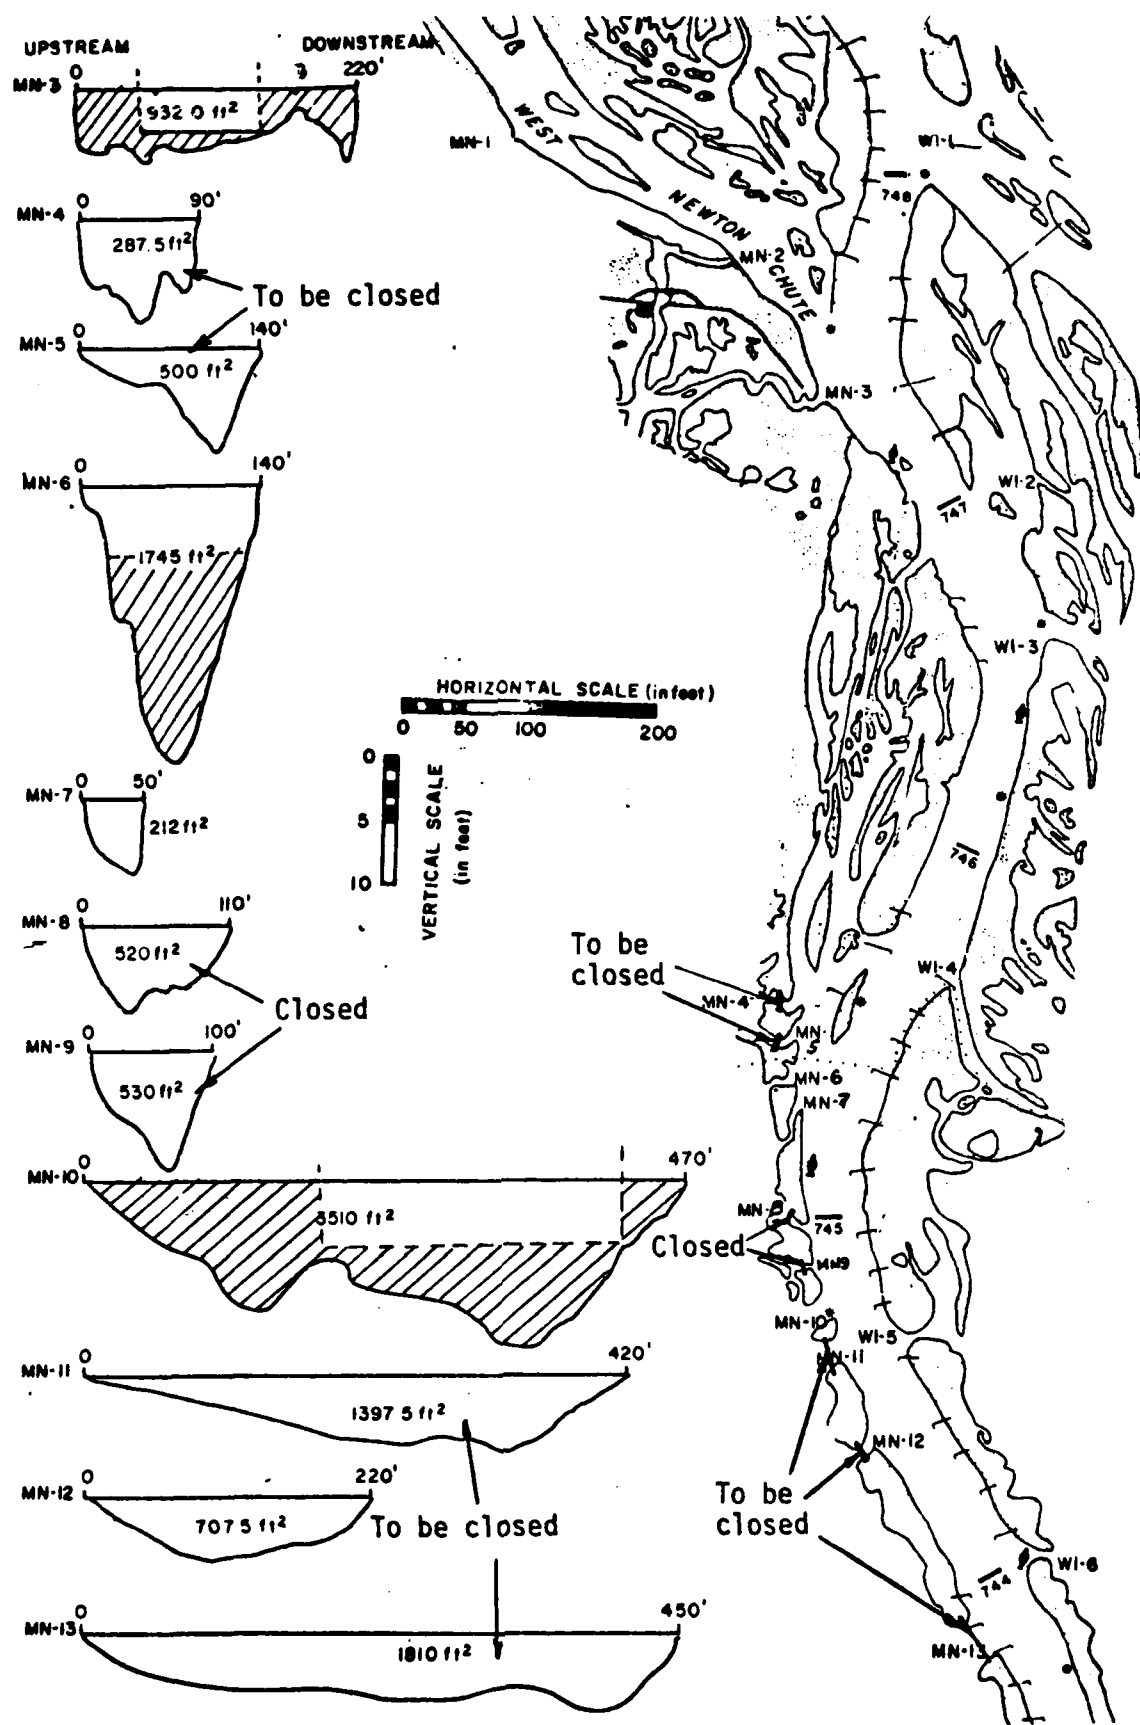 UPSTREAM
DOWNSTREAM
0
220'
MN-3
932 0 ft²
0
90'
MN-4
287.5 ft²
To be closed
0
140'
MN-5
500 ft²
0
140'
MN-6
1745 ft²
HORIZONTAL SCALE (in feet)
0
50
100
200
0
5
10
VERTICAL SCALE
(in feet)
0
50'
MN-7
212 ft²
0
110'
MN-8
520 ft²
Closed
0
100'
MN-9
530 ft²
0
470'
MN-10
3510 ft²
0
420'
MN-11
1397 5 ft²
0
220'
MN-12
707 5 ft²
To be closed
0
450'
MN-13
1810 ft²
MN-1
WEST
NEWTON
CHUTE
MN-2
MN-3
WI-1
748
WI-2
747
WI-3
746
To be
closed
WI-4
MN-4
MN-
5
MN-6
MN-7
MN-8
745
Closed
MN9
MN-10
WI-5
MN-11
MN-12
To be
closed
744
WI-6
MN-13